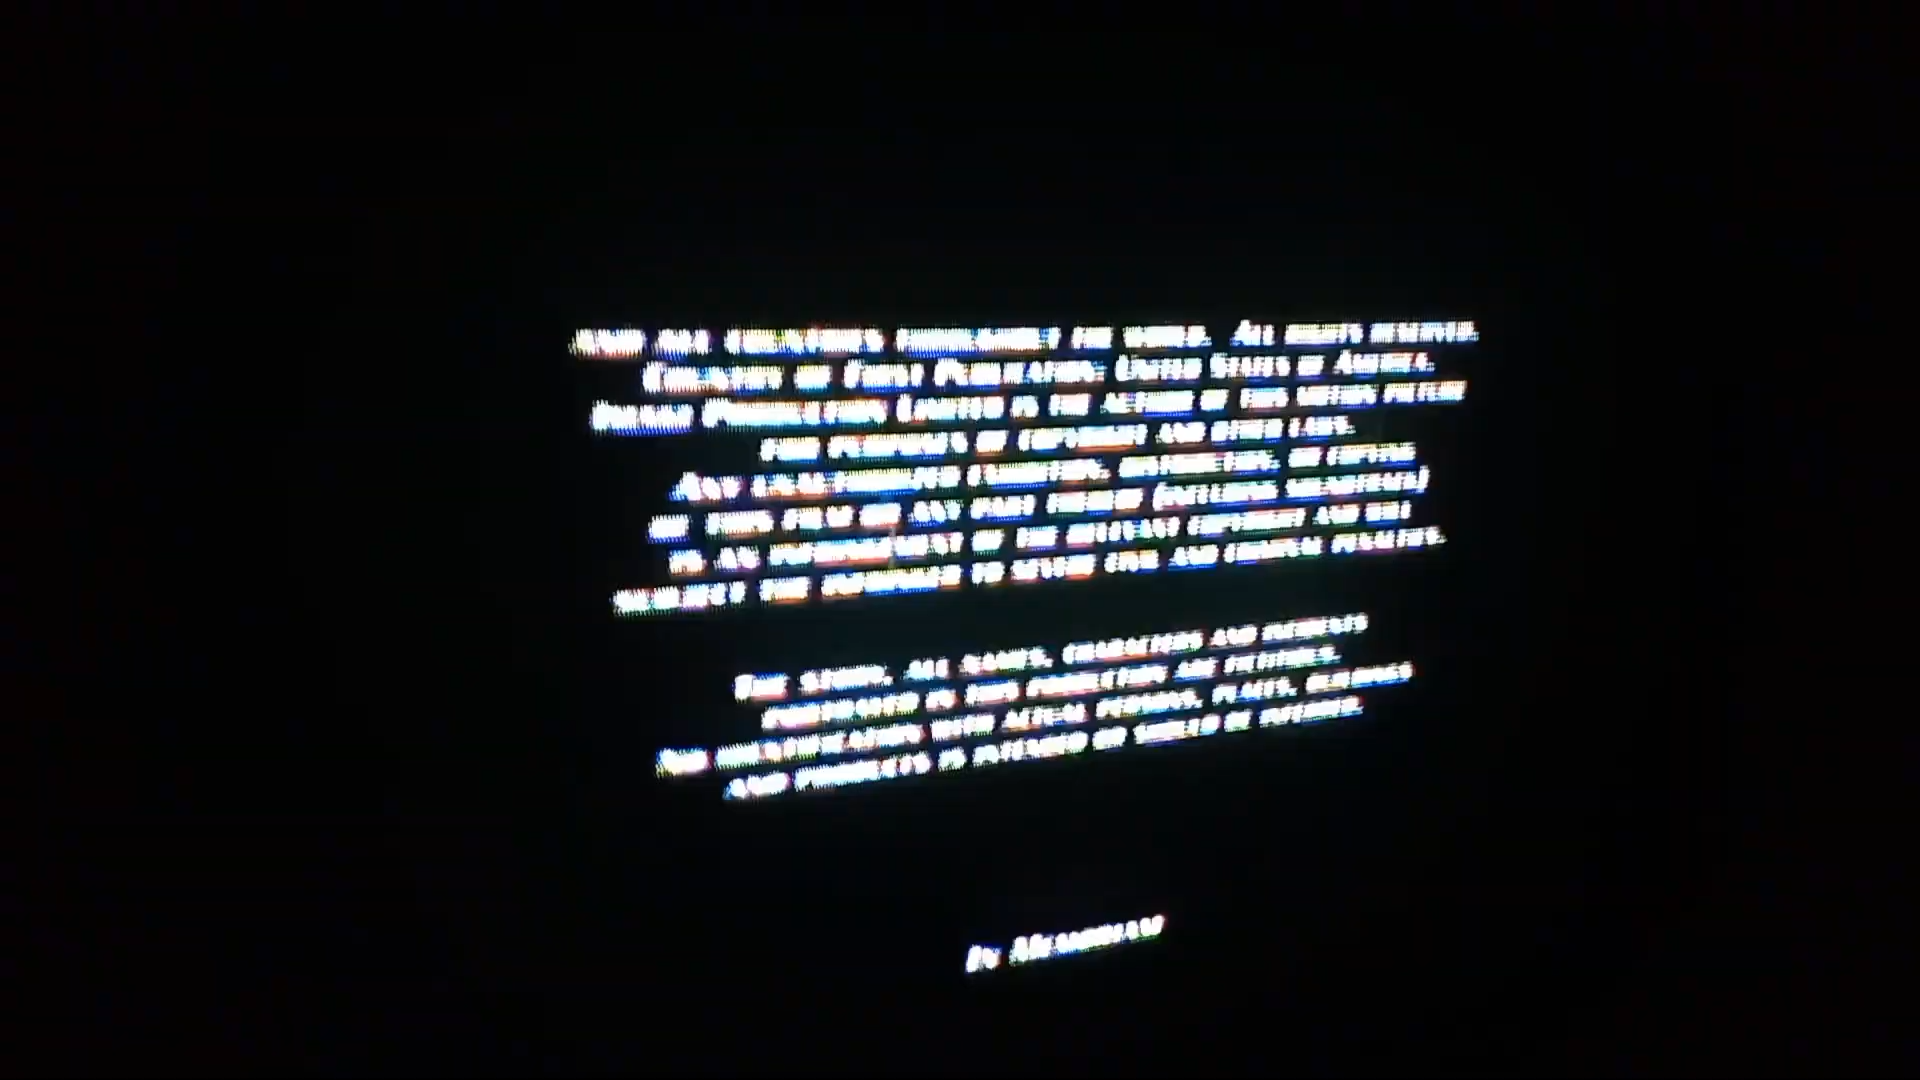 throughout the world. All rights reserved.
Country of First Publication: United States of America.
Productions Limited is the author of this motion picture
for purposes of copyright and other laws.
Any unauthorized exhibition, distribution, or copying
of this film or any part thereof (including soundtrack)
is an infringement of the relevant copyright and will
subject the infringer to severe civil and criminal penalties.
The story, all names, characters and incidents
portrayed in this production are fictitious.
No identification with actual persons, places, buildings
and products is intended or should be inferred.
In Memoriam